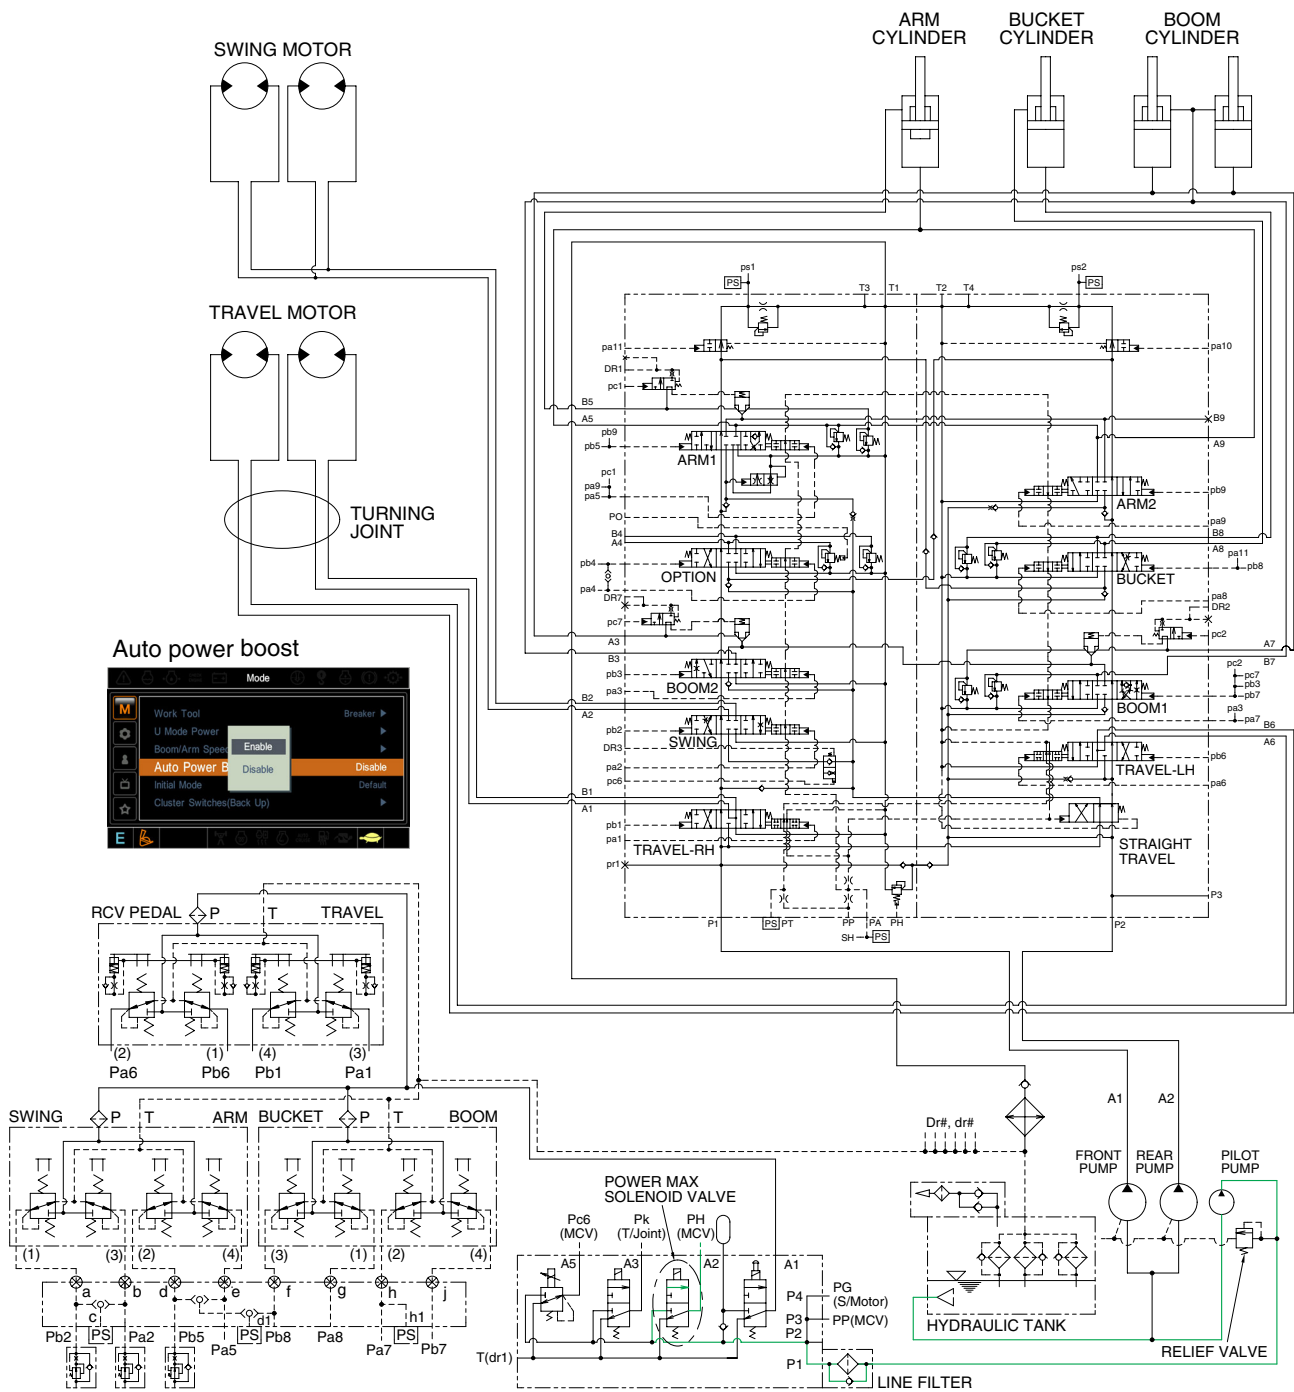 ARM
CYLINDER
BUCKET
CYLINDER
BOOM
CYLINDER
SWING MOTOR
TRAVEL MOTOR
TURNING
JOINT
ps1
PS
T3
T1
T2
T4
ps2
PS
pa11
DR1
pc1
B5
A5
pb9
pb5
ARM1
pc1
pa9
pa5
PO
B4
A4
pb4
OPTION
pa4
DR7
pc7
A3
B3
pb3
BOOM2
pa3
B2
A2
pb2
SWING
DR3
pa2
pc6
B1
A1
pb1
pa1
TRAVEL-RH
pr1
pa10
B9
A9
pb9
ARM2
pa9
B8
A8
pa11
pb8
BUCKET
pa8
DR2
pc2
A7
B7
pc2
pc7
pb3
pb7
BOOM1
pa3
pa7
B6
A6
pb6
TRAVEL-LH
pa6
STRAIGHT
TRAVEL
P3
P1
PS
PT
PP
PA
PH
SH
PS
P2
Auto power boost
Mode
M
Work Tool
Breaker
U Mode Power
Boom/Arm Speed
Enable
Auto Power B
Disable
Disable
Initial Mode
Default
Cluster Switches(Back Up)
E
RCV PEDAL
P
T
TRAVEL
(2)
(1)
(4)
(3)
Pa6
Pb6
Pb1
Pa1
SWING
P
T
ARM
BUCKET
P
T
BOOM
(1)
(3)
(2)
(4)
(3)
(1)
(2)
(4)
a
b
d
e
f
g
h
j
c
d1
h1
PS
PS
PS
Pb2
Pa2
Pb5
Pa5
Pb8
Pa8
Pa7
Pb7
POWER MAX
SOLENOID VALVE
Pc6
(MCV)
Pk
(T/Joint)
PH
(MCV)
A5
A3
A2
A1
P4
PG
(S/Motor)
P3
PP(MCV)
P2
P1
T(dr1)
LINE FILTER
Dr#, dr#
A1
A2
FRONT
PUMP
REAR
PUMP
PILOT
PUMP
HYDRAULIC TANK
RELIEF VALVE